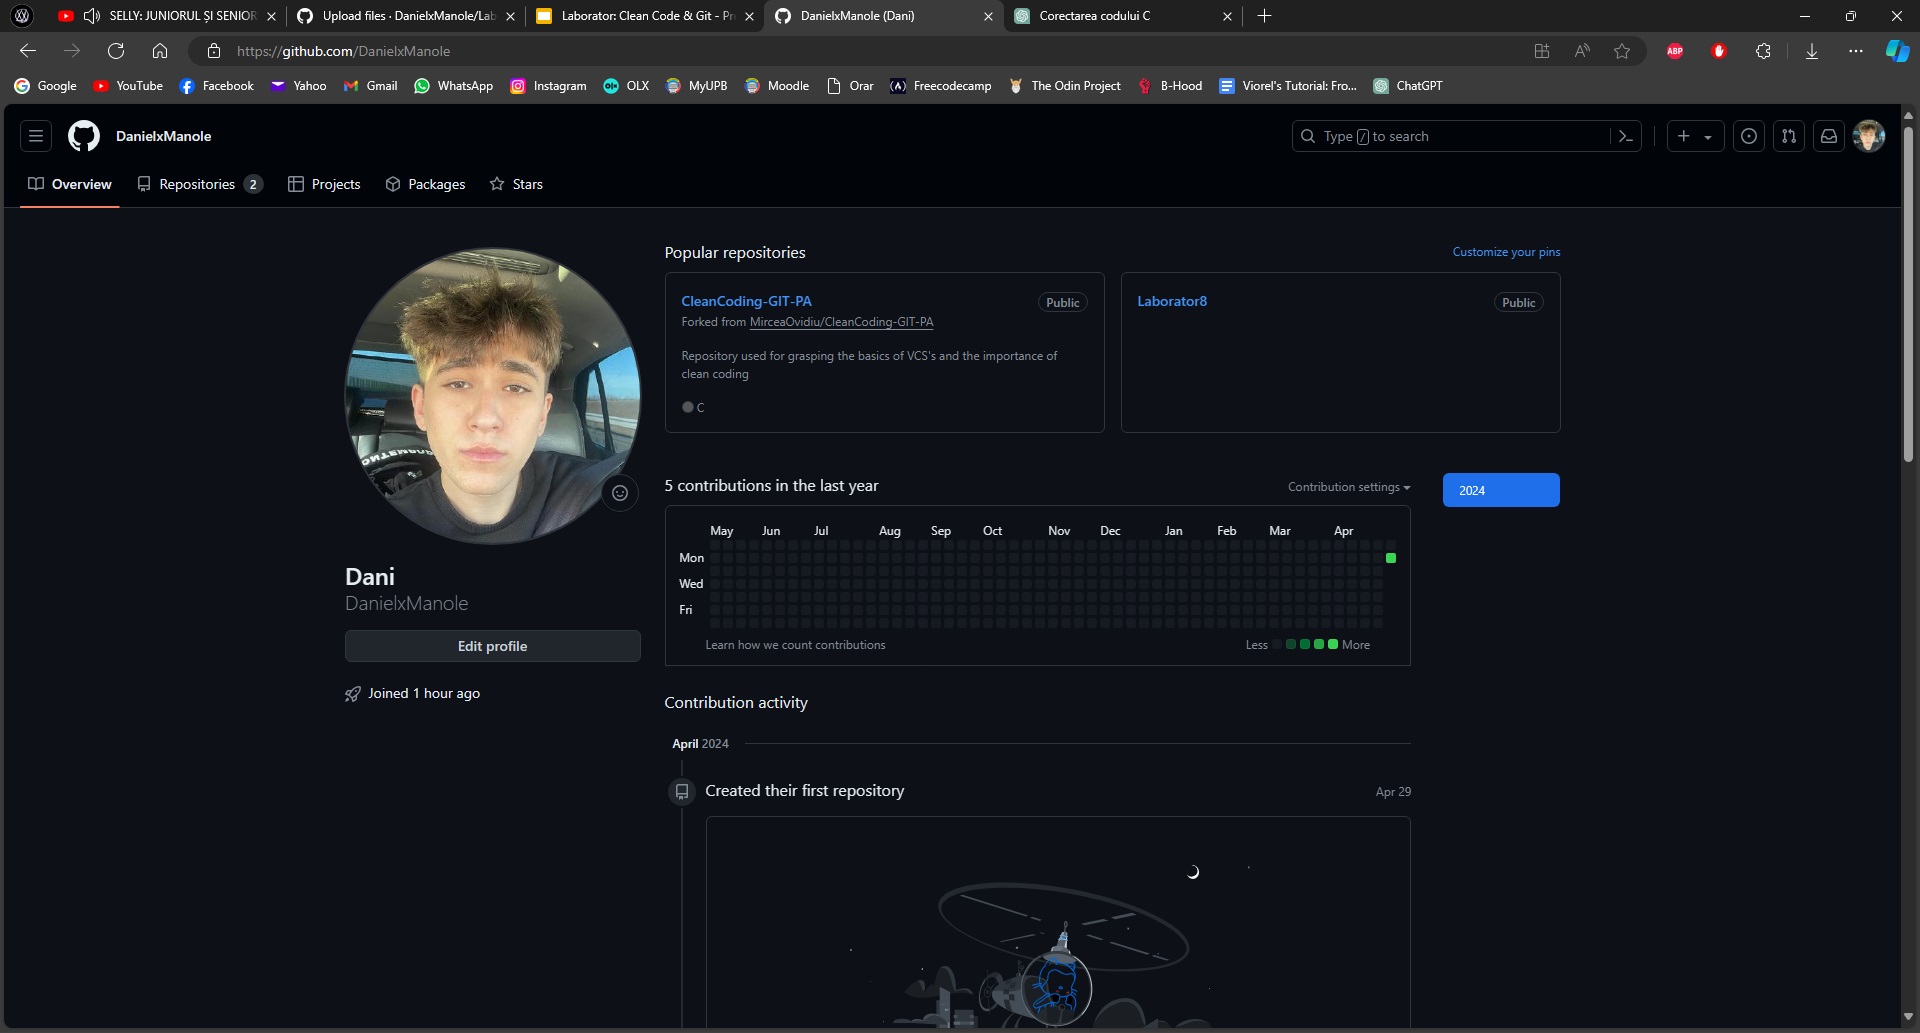 SELLY: JUNIORUL ȘI SENIOR
Upload files · DanielxManole/Lab
Laborator: Clean Code & Git - Pr
DanielxManole (Dani)
Corectarea codului C
https://github.com/DanielxManole
ABP
Google
YouTube
Facebook
Yahoo
Gmail
WhatsApp
Instagram
OLX
MyUPB
Moodle
Orar
Freecodecamp
The Odin Project
B-Hood
Viorel's Tutorial: Fro...
ChatGPT
DanielxManole
Type / to search
Overview
Repositories 2
Projects
Packages
Stars
Popular repositories
Customize your pins
CleanCoding-GIT-PA
Public
Forked from MirceaOvidiu/CleanCoding-GIT-PA
Repository used for grasping the basics of VCS's and the importance of
clean coding
C
Laborator8
Public
Dani
DanielxManole
Edit profile
Joined 1 hour ago
5 contributions in the last year
Contribution settings
2024
May Jun Jul Aug Sep Oct Nov Dec Jan Feb Mar Apr
Mon
Wed
Fri
Learn how we count contributions
Less
More
Contribution activity
April 2024
Created their first repository
Apr 29